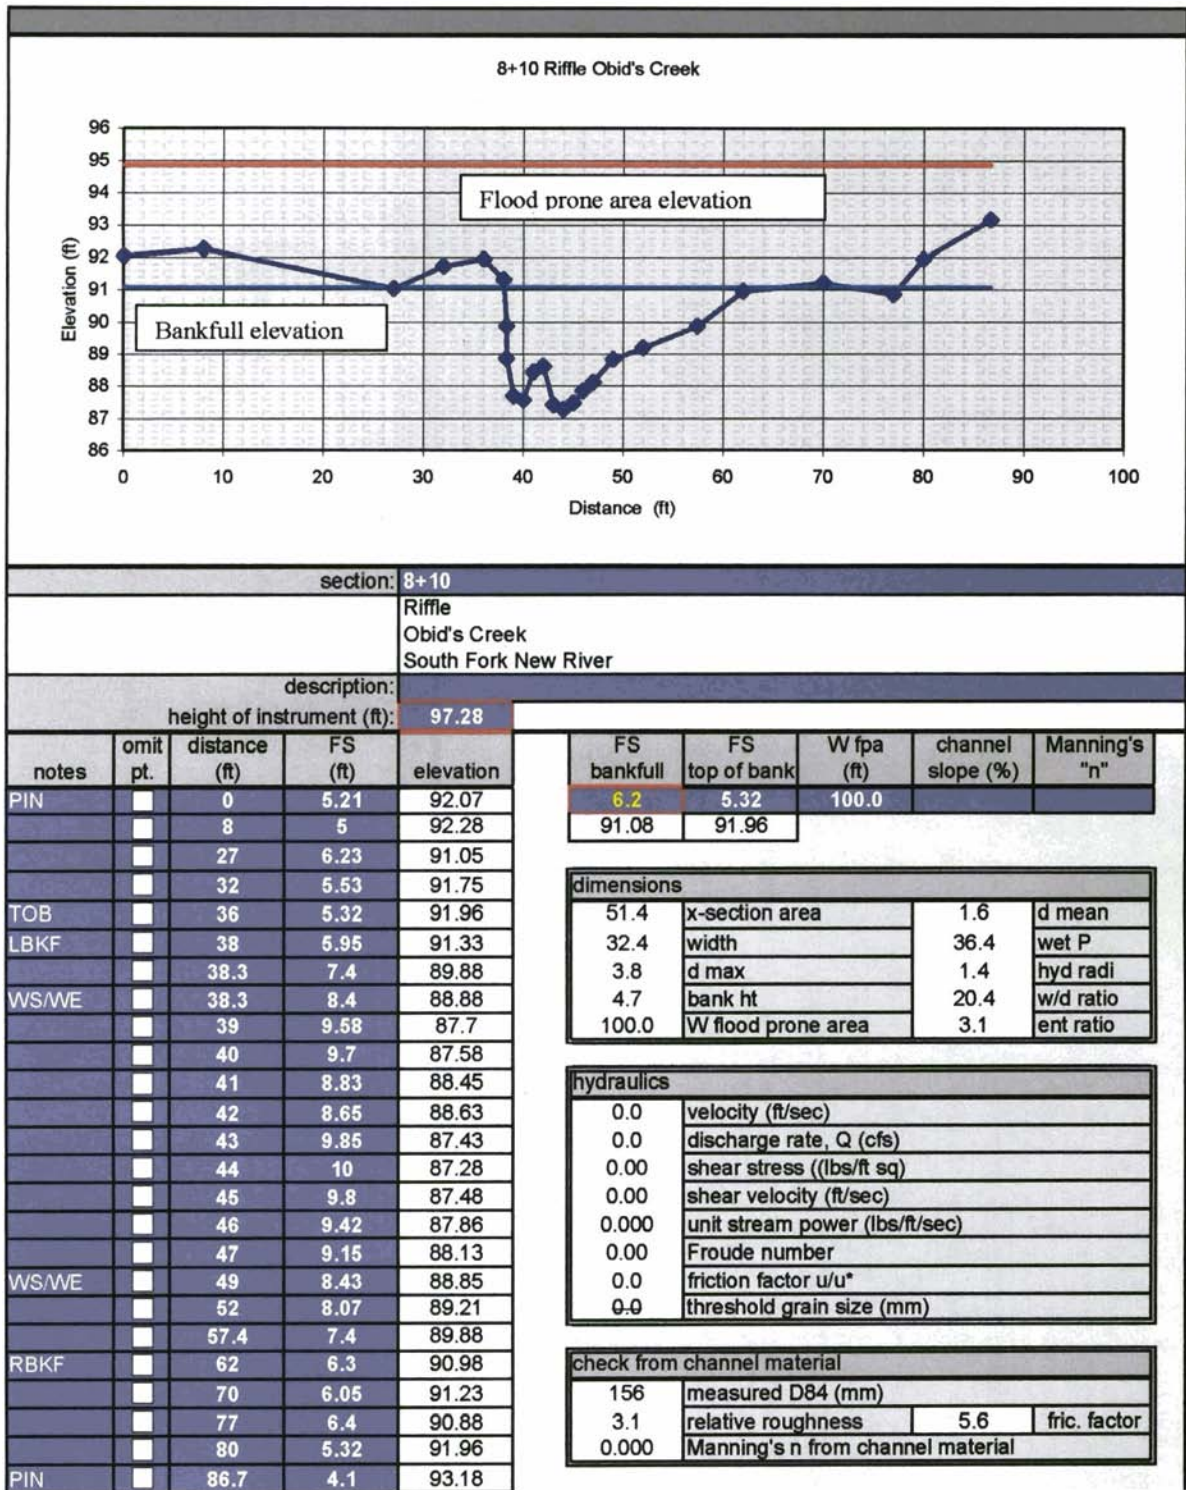 8+10 Riffle Obid's Creek
96
95
94
93
92
91
90
89
88
87
86
Elevation (ft)
Flood prone area elevation
Bankfull elevation
0 10 20 30 40 50 60 70 80 90 100
Distance (ft)
section: 8+10
Riffle
Obid's Creek
South Fork New River
description:
height of instrument (ft): 97.28
notes omit pt. distance (ft) FS (ft) elevation
PIN 0 5.21 92.07
8 5 92.28
27 6.23 91.05
32 5.53 91.75
TOB 36 5.32 91.96
LBKF 38 5.95 91.33
38.3 7.4 89.88
WS/WE 38.3 8.4 88.88
39 9.58 87.7
40 9.7 87.58
41 8.83 88.45
42 8.65 88.63
43 9.85 87.43
44 10 87.28
45 9.8 87.48
46 9.42 87.86
47 9.15 88.13
WS/WE 49 8.43 88.85
52 8.07 89.21
57.4 7.4 89.88
RBKF 62 6.3 90.98
70 6.05 91.23
77 6.4 90.88
80 5.32 91.96
PIN 86.7 4.1 93.18
FS bankfull FS top of bank W fpa (ft) channel slope (%) Manning's "n"
6.2 5.32 100.0
91.08 91.96
dimensions
51.4 x-section area 1.6 d mean
32.4 width 36.4 wet P
3.8 d max 1.4 hyd radi
4.7 bank ht 20.4 w/d ratio
100.0 W flood prone area 3.1 ent ratio
hydraulics
0.0 velocity (ft/sec)
0.0 discharge rate, Q (cfs)
0.00 shear stress ((lbs/ft sq)
0.00 shear velocity (ft/sec)
0.000 unit stream power (lbs/ft/sec)
0.00 Froude number
0.0 friction factor u/u*
0.0 threshold grain size (mm)
check from channel material
156 measured D84 (mm)
3.1 relative roughness 5.6 fric. factor
0.000 Manning's n from channel material